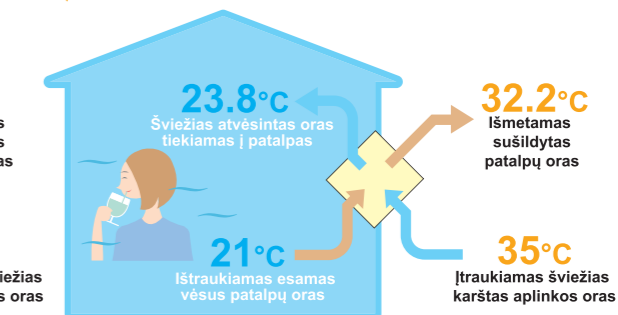 23.8°C
Šviežias atvėsintas oras
tiekiamas į patalpas
32.2°C
Išmetamas
sušildytas
patalpų oras
21°C
Ištraukiamas esamas
vėsus patalpų oras
35°C
Įtraukiamas šviežias
karštas aplinkos oras
oras